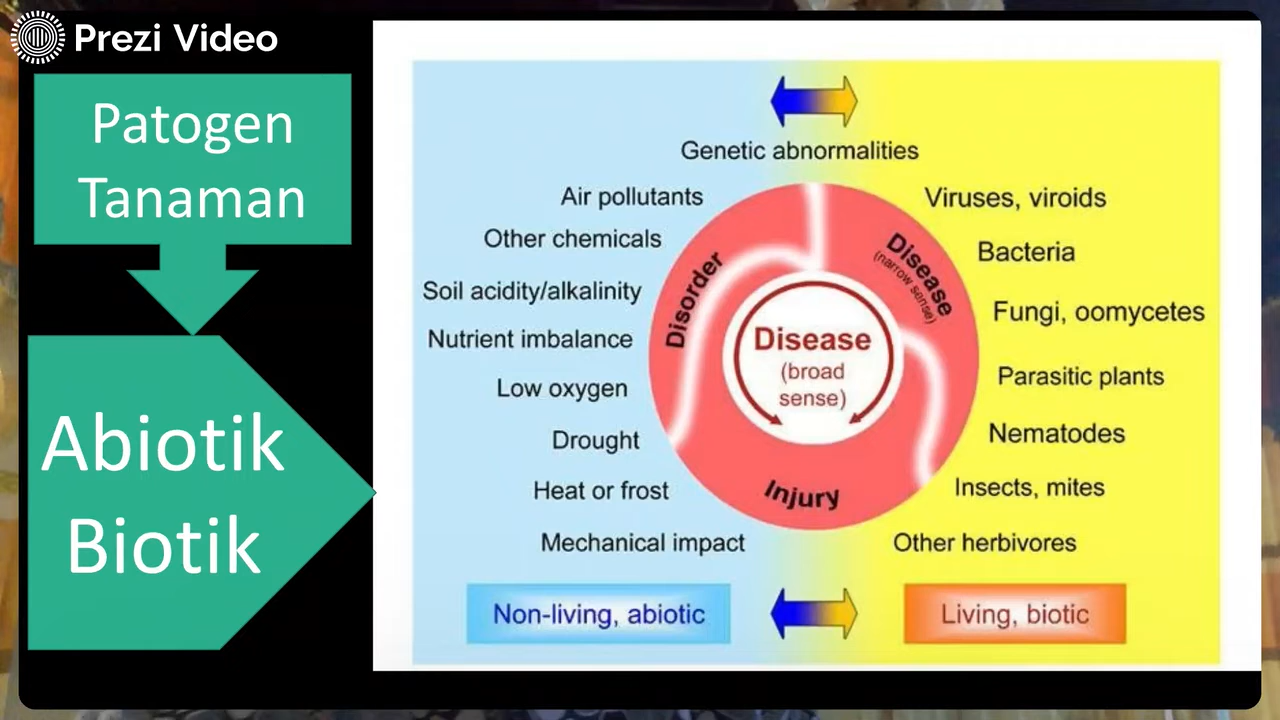 Prezi Video
Patogen
Tanaman
Abiotik
Biotik
Genetic abnormalities
Air pollutants
Other chemicals
Soil acidity/alkalinity
Nutrient imbalance
Low oxygen
Drought
Heat or frost
Mechanical impact
Non-living, abiotic
Disorder
Disease
(narrow sense)
Disease
(broad
sense)
Injury
Viruses, viroids
Bacteria
Fungi, oomycetes
Parasitic plants
Nematodes
Insects, mites
Other herbivores
Living, biotic